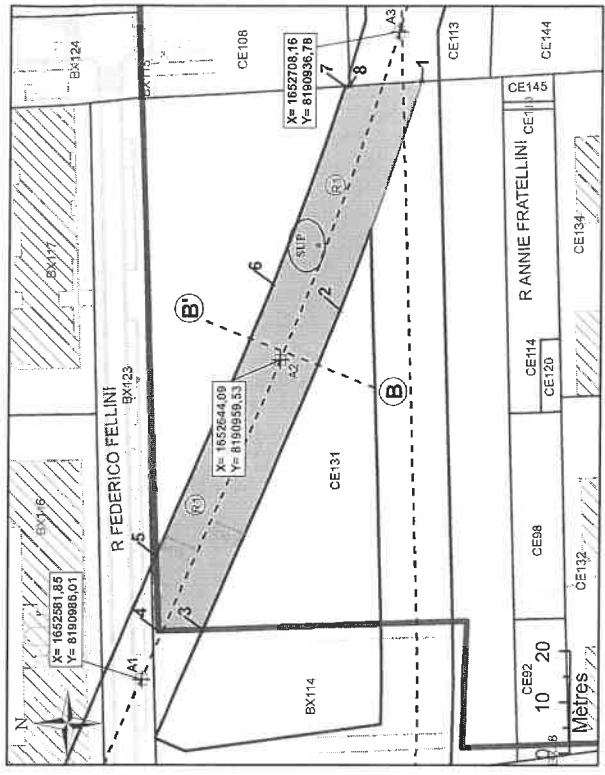 N
X= 1652581,85
Y= 8190986,01
A1
BX116
R FEDERICO FELLINI
BX123
BX117
BX124
BX115
CE108
X= 1652644,09
Y= 8190959,53
A2
X= 1652708,16
Y= 8190936,78
A3
4
5
3
6
2
7
8
1
R1
R1
SUP
B'
B
CE131
BX114
CE113
CE144
CE145
R ANNIE FRATELLINI
CE134
CE114
CE120
CE98
CE132
CE92
0
10
20
Mètres